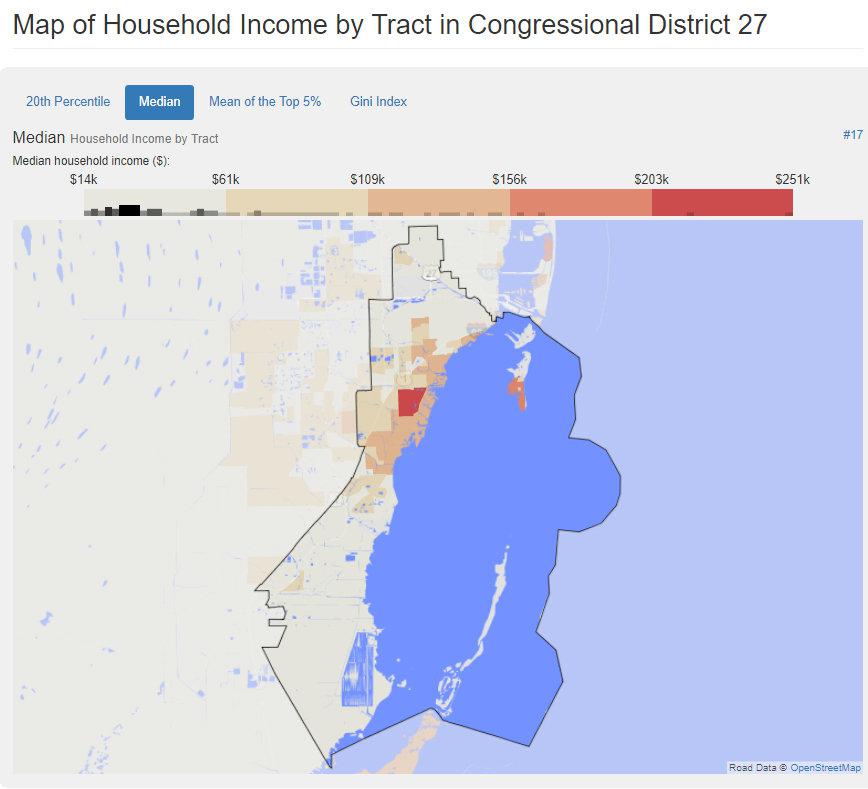 Map of Household Income by Tract in Congressional District 27
20th Percentile Median Mean of the Top 5% Gini Index
Median Household Income by Tract #17
Median household income ($):
$14k $61k $109k $156k $203k $251k
Road Data © OpenStreetMap